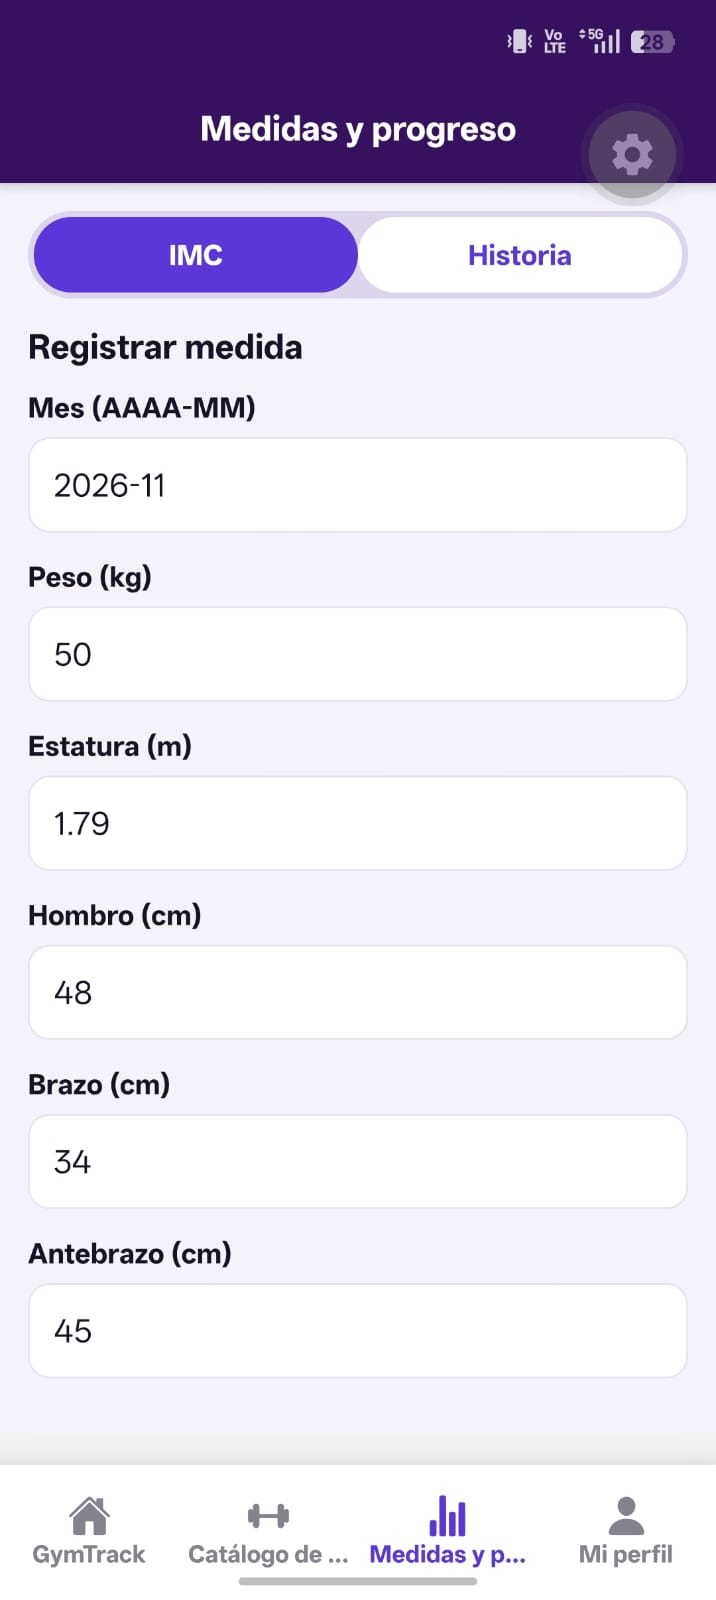 Vo
LTE
5G
28
Medidas y progreso
IMC
Historia
Registrar medida
Mes (AAAA-MM)
2026-11
Peso (kg)
50
Estatura (m)
1.79
Hombro (cm)
48
Brazo (cm)
34
Antebrazo (cm)
45
GymTrack
Catálogo de ...
Medidas y p...
Mi perfil